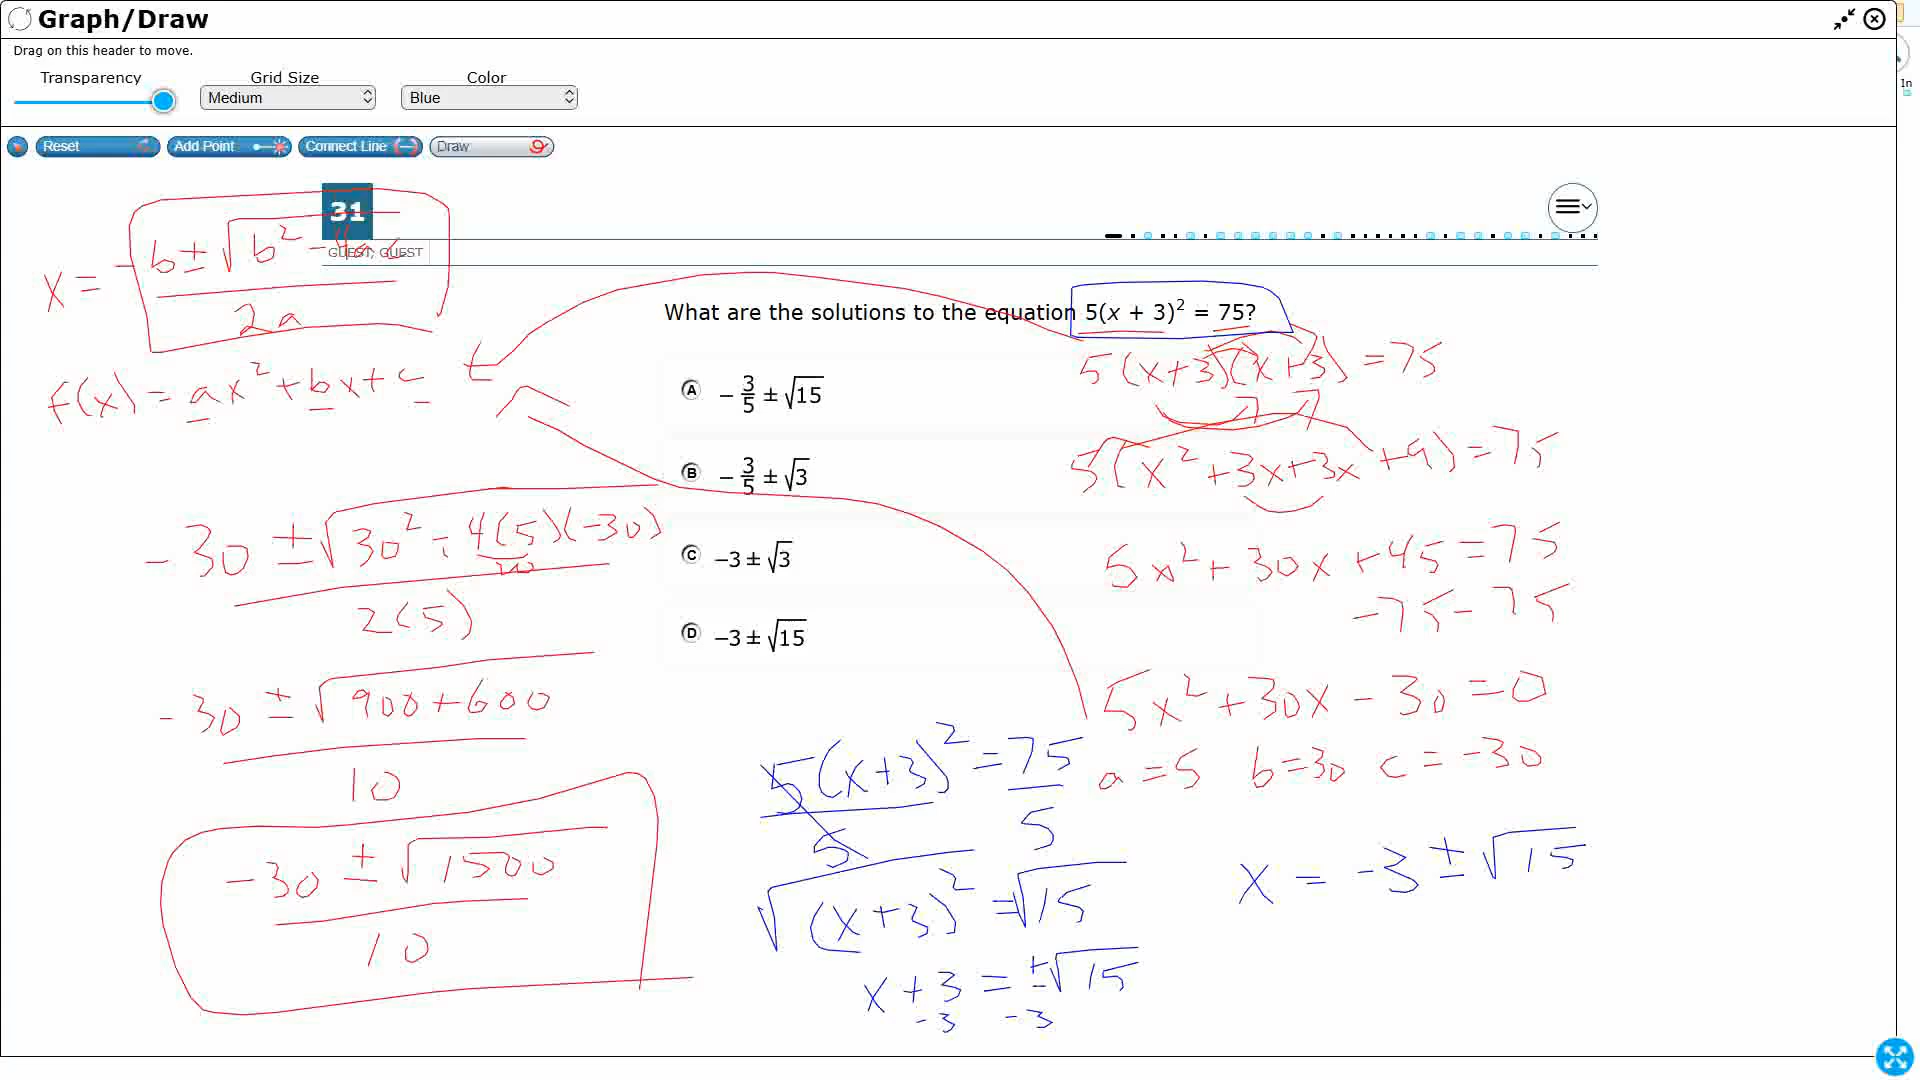 Graph/Draw
Drag on this header to move.
Transparency
Grid Size
Color
Medium
Blue
Reset
Add Point
Connect Line
Draw
In
31
GUEST, GUEST
x = -b ± √b² - 4ac
2a
f(x) = ax² + bx + c
What are the solutions to the equation 5(x + 3)² = 75?
A -3/5 ± √15
B -3/5 ± √3
C -3 ± √3
D -3 ± √15
5(x+3)(x+3) = 75
5(x² + 3x + 3x + 9) = 75
5x² + 30x + 45 = 75
-75 - 75
5x² + 30x - 30 = 0
a = 5 b = 30 c = -30
-30 ± √30² - 4(5)(-30)
20
2(5)
-30 ± √900 + 600
10
-30 ± √1500
10
5(x+3)² = 75
5 5
√(x+3)² = √15
x + 3 = ±√15
-3 -3
x = -3 ± √15